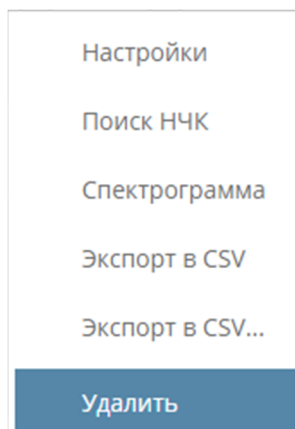 Настройки
Поиск НЧК
Спектрограмма
Экспорт в CSV
Экспорт в CSV...
Удалить